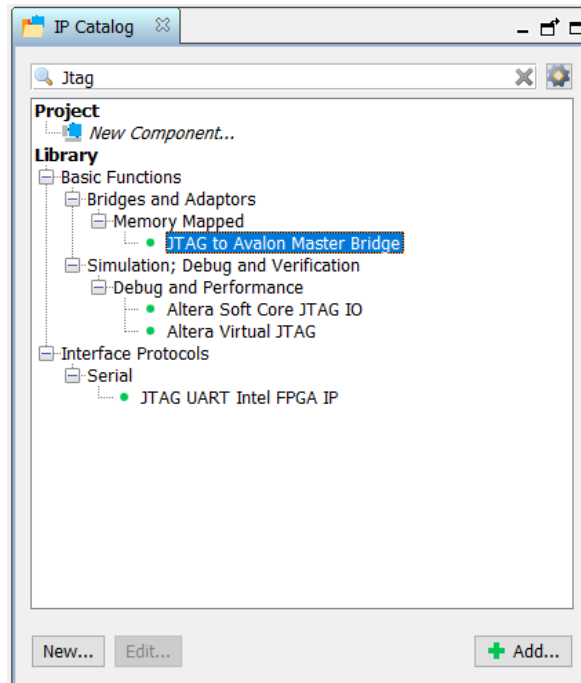 IP Catalog
Jtag
Project
New Component...
Library
Basic Functions
Bridges and Adaptors
Memory Mapped
JTAG to Avalon Master Bridge
Simulation; Debug and Verification
Debug and Performance
Altera Soft Core JTAG IO
Altera Virtual JTAG
Interface Protocols
Serial
JTAG UART Intel FPGA IP
New... Edit... Add...